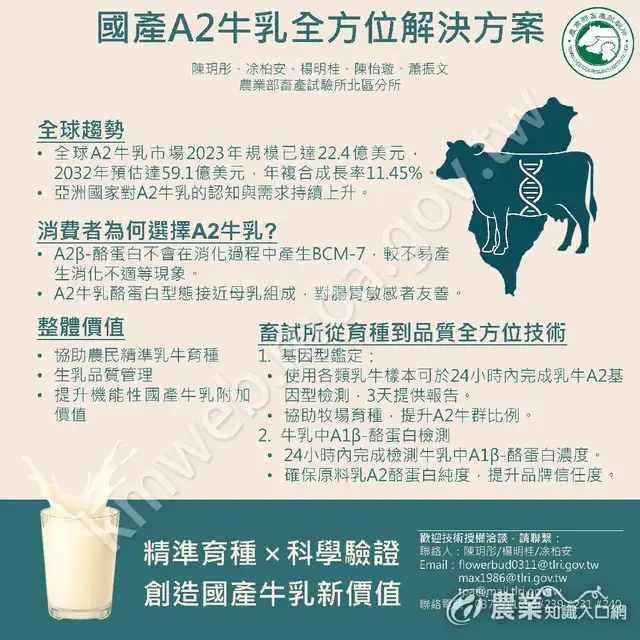 國產A2牛乳全方位解決方案
陳玥彤、凃柏安、楊明桂、陳怡璇、蕭振文
農業部畜產試驗所北區分所
全球趨勢
• 全球A2牛乳市場2023年規模已達22.4億美元，
2032年預估達59.1億美元，年複合成長率11.45%。
• 亞洲國家對A2牛乳的認知與需求持續上升。
消費者為何選擇A2牛乳?
• A2β-酪蛋白不會在消化過程中產生BCM-7，較不易產
生消化不適等現象。
• A2牛乳酪蛋白型態接近母乳組成，對腸胃敏感者友善。
整體價值
• 協助農民精準乳牛育種
• 生乳品質管理
• 提升機能性國產牛乳附加
價值
畜試所從育種到品質全方位技術
1. 基因型鑑定：
• 使用各類乳牛樣本可於24小時內完成乳牛A2基
因型檢測，3天提供報告。
• 協助牧場育種，提升A2牛群比例。
2. 牛乳中A1β-酪蛋白檢測
• 24小時內完成檢測牛乳中A1β-酪蛋白濃度。
• 確保原料乳A2酪蛋白純度，提升品牌信任度。
精準育種 × 科學驗證
創造國產牛乳新價值
歡迎技術授權洽談，請聯繫：
聯絡人：陳玥彤/楊明桂/凃柏安
Email：flowerbud0311@tlri.gov.tw
max1986@tlri.gov.tw
tpa@mail.tlri.gov.tw
聯絡電
農業知識入口網
kmweb.moa.gov.tw